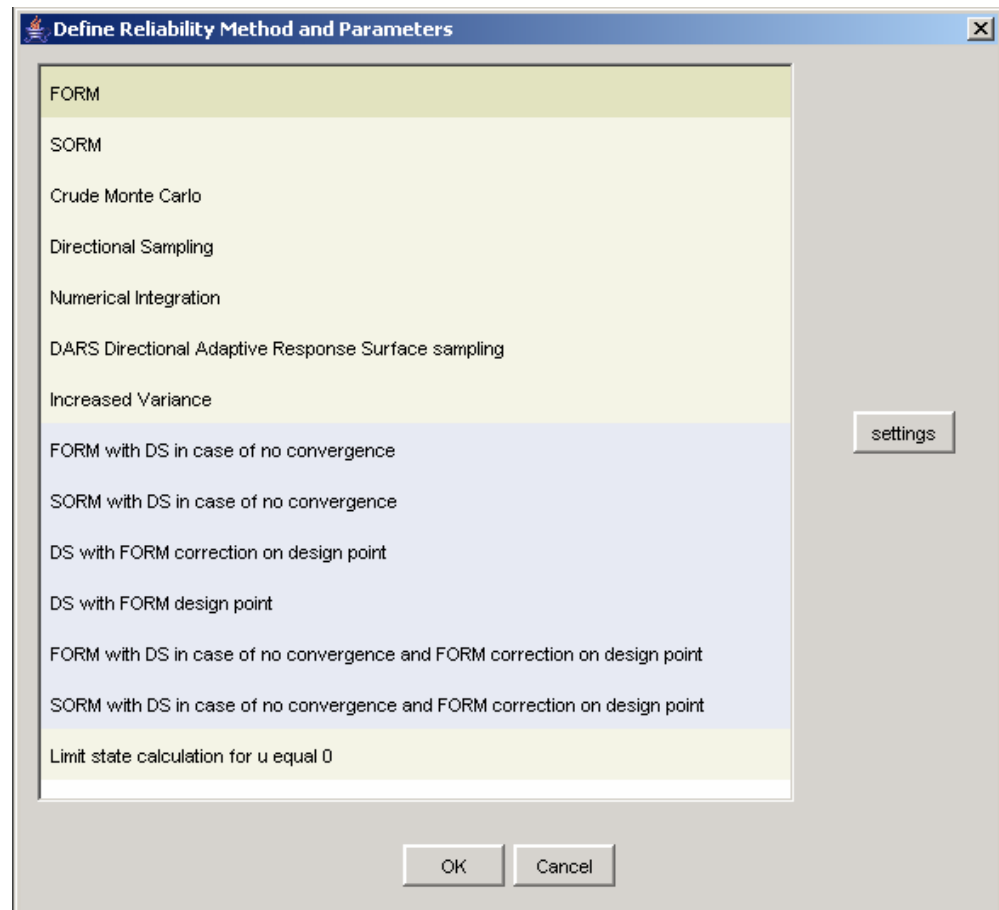 Define Reliability Method and Parameters
FORM
SORM
Crude Monte Carlo
Directional Sampling
Numerical Integration
DARS Directional Adaptive Response Surface sampling
Increased Variance
FORM with DS in case of no convergence
SORM with DS in case of no convergence
DS with FORM correction on design point
DS with FORM design point
FORM with DS in case of no convergence and FORM correction on design point
SORM with DS in case of no convergence and FORM correction on design point
Limit state calculation for u equal 0
settings
OK
Cancel